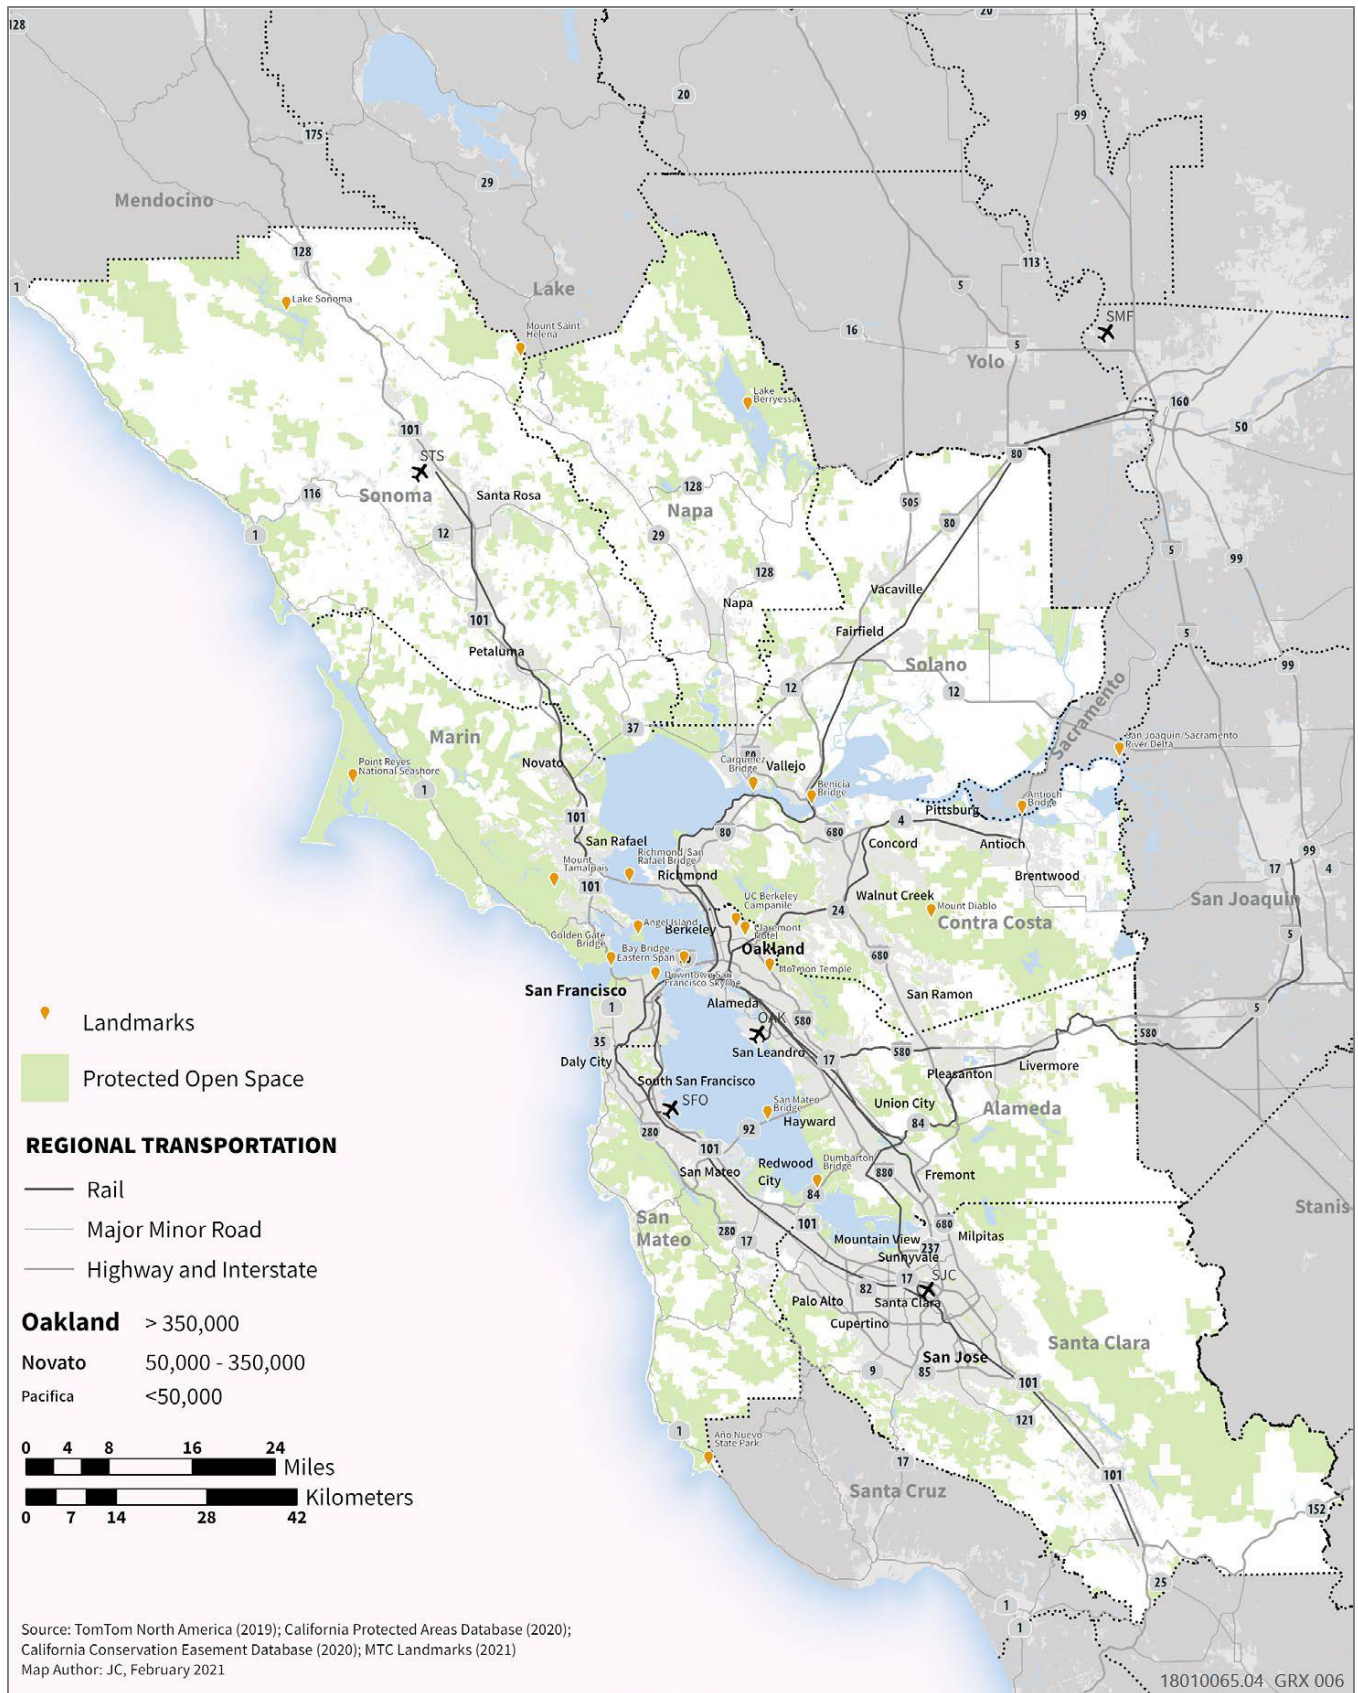 128
20
20
99
175
29
Mendocino
128
113
1
Lake
5
Lake Sonoma
SMF
Mount Saint
Helena
16
5
Yolo
Lake
Berryessa
160
50
101
80
STS
Sonoma
Santa Rosa
116
128
Napa
505
80
12
1
29
5
99
128
Vacaville
Napa
101
Fairfield
5
Petaluma
Solano
99
12
12
Sacramento
37
Marin
San Joaquin/Sacramento
River Delta
80
Carquinez
Bridge
Vallejo
Novato
Point Reyes
National Seashore
1
Benicia
Bridge
Antioch
Bridge
Pittsburg
101
4
80
680
San Rafael
Concord
Antioch
Richmond/San
Rafael Bridge
99
17
4
Mount
Tamalpais
Richmond
Brentwood
101
UC Berkeley
Campanile
Walnut Creek
San Joaquin
24
Mount Diablo
Contra Costa
Angel Island
Berkeley
Claremont
Hotel
Golden Gate
Bridge
Bay Bridge
Eastern Span
Oakland
5
680
Mormon Temple
Downtown San
Francisco Skyline
San Francisco
San Ramon
1
Alameda
5
OAK
580
580
35
San Leandro
580
Daly City
17
Livermore
Pleasanton
South San Francisco
SFO
San Mateo
Bridge
Union City
Alameda
Hayward
84
280
92
101
San Mateo
Redwood
City
Dumbarton
Bridge
880
Fremont
84
San
Mateo
101
680
Stanis
280
17
Mountain View
237
Milpitas
Sunnyvale
17
SJC
82
Palo Alto
Santa Clara
Cupertino
Santa Clara
San Jose
9
85
101
121
1
Año Nuevo
State Park
17
101
Santa Cruz
152
25
1
1
Landmarks
Protected Open Space
REGIONAL TRANSPORTATION
Rail
Major Minor Road
Highway and Interstate
Oakland > 350,000
Novato 50,000 - 350,000
Pacifica <50,000
0 4 8 16 24
Miles
Kilometers
0 7 14 28 42
Source: TomTom North America (2019); California Protected Areas Database (2020);
California Conservation Easement Database (2020); MTC Landmarks (2021)
Map Author: JC, February 2021
18010065.04 GRX 006